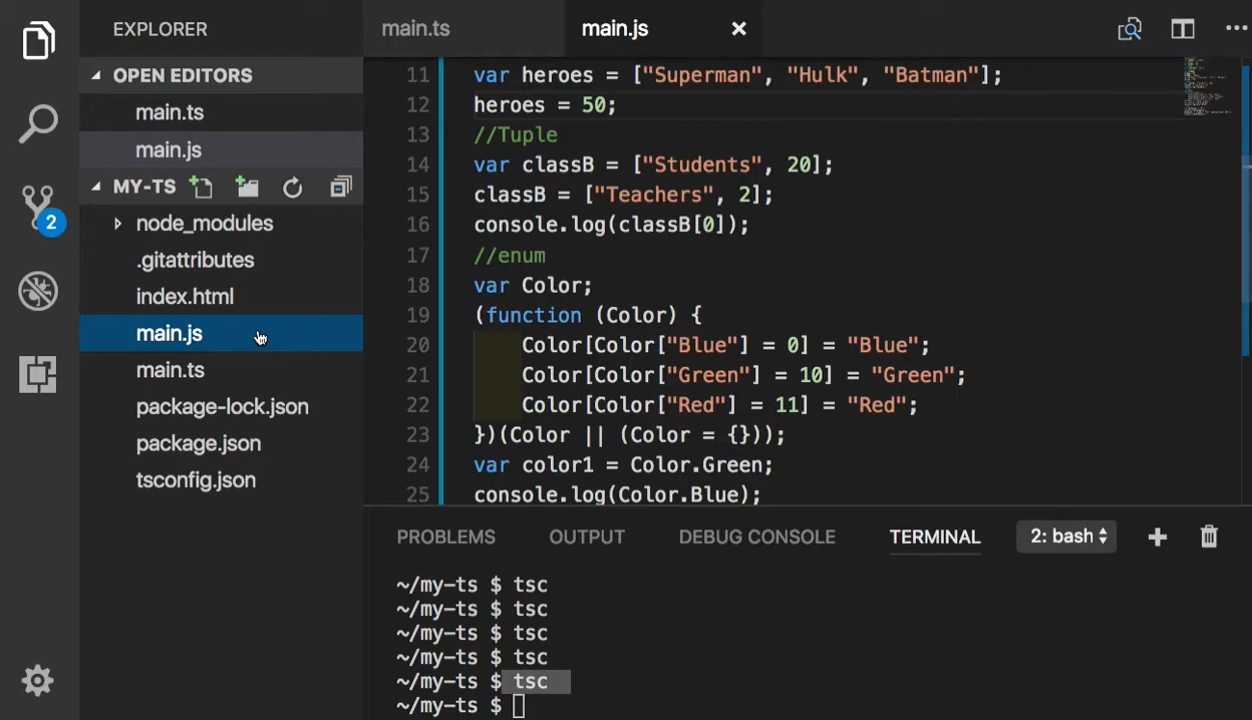 EXPLORER
OPEN EDITORS
main.ts
main.js
MY-TS
node_modules
.gitattributes
index.html
main.js
main.ts
package-lock.json
package.json
tsconfig.json
2
main.ts
main.js
11 var heroes = ["Superman", "Hulk", "Batman"];
12 heroes = 50;
13 //Tuple
14 var classB = ["Students", 20];
15 classB = ["Teachers", 2];
16 console.log(classB[0]);
17 //enum
18 var Color;
19 (function (Color) {
20 Color[Color["Blue"] = 0] = "Blue";
21 Color[Color["Green"] = 10] = "Green";
22 Color[Color["Red"] = 11] = "Red";
23 })(Color || (Color = {}));
24 var color1 = Color.Green;
25 console.log(Color.Blue);
PROBLEMS OUTPUT DEBUG CONSOLE TERMINAL 2: bash
~/my-ts $ tsc
~/my-ts $ tsc
~/my-ts $ tsc
~/my-ts $ tsc
~/my-ts $ tsc
~/my-ts $